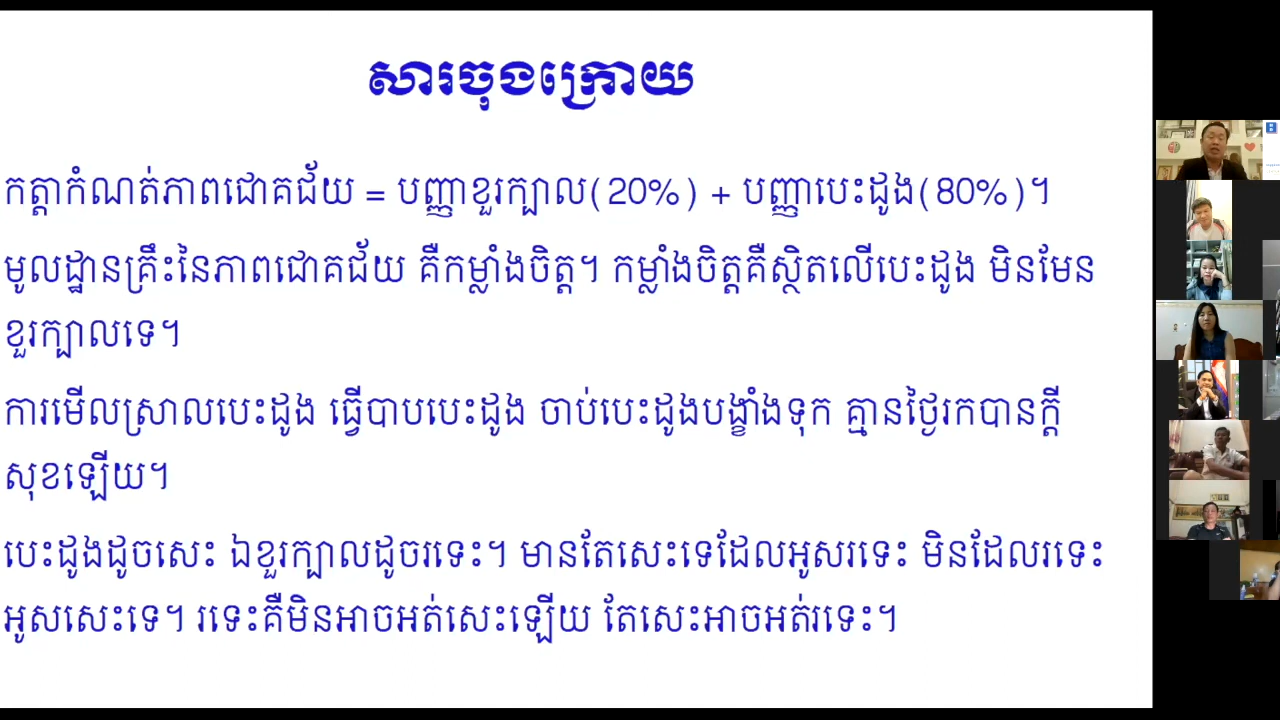 សារចុងក្រោយ
កត្តាកំណត់ភាពជោគជ័យ = បញ្ញាខួរក្បាល(20%) + បញ្ញាបេះដូង(80%)។
មូលដ្ឋានគ្រឹះនៃភាពជោគជ័យ គឺកម្លាំងចិត្ត។ កម្លាំងចិត្តគឺស្ថិតលើបេះដូង មិនមែន
ខួរក្បាលទេ។
ការមើលស្រាលបេះដូង ធ្វើបាបបេះដូង ចាប់បេះដូងបង្ខាំងទុក គ្មានថ្ងៃរកបានក្តី
សុខឡើយ។
បេះដូងដូចសេះ ឯខួរក្បាលដូចរទេះ។ មានតែសេះទេដែលអូសរទេះ មិនដែលរទេះ
អូសសេះទេ។ រទេះគឺមិនអាចអត់សេះឡើយ តែសេះអាចអត់រទេះ។